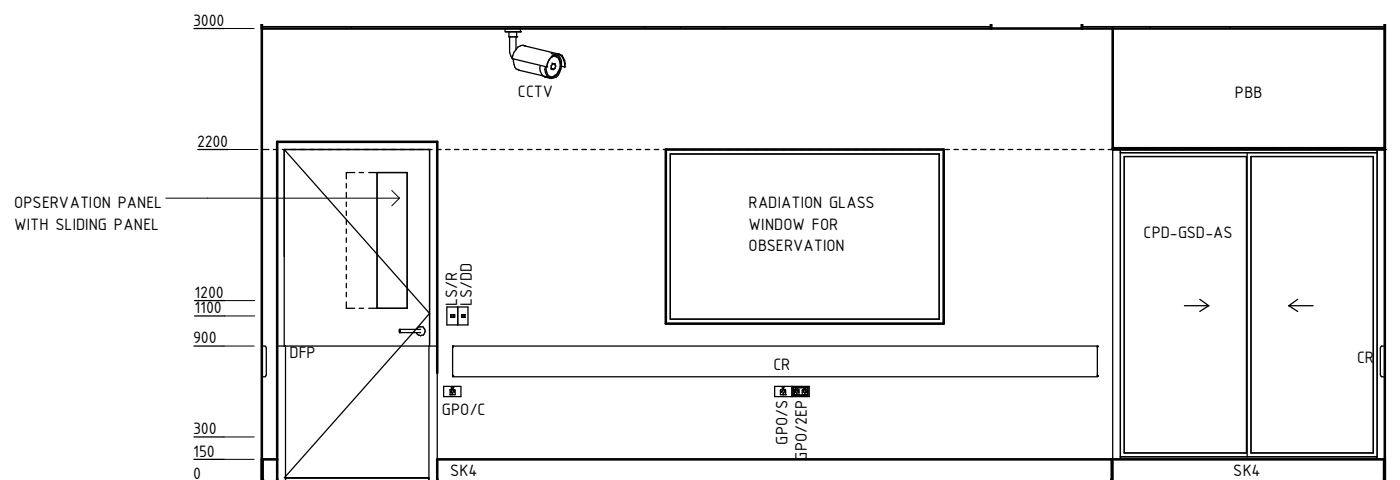 3000
CCTV
PBB
2200
OPSERVATION PANEL
WITH SLIDING PANEL
RADIATION GLASS
WINDOW FOR
OBSERVATION
CPD-GSD-AS
LS/R
LS/DD
1200
1100
900
DFP
CR
CR
GPO/C
GPO/S
GPO/2EP
300
150
0
SK4
SK4